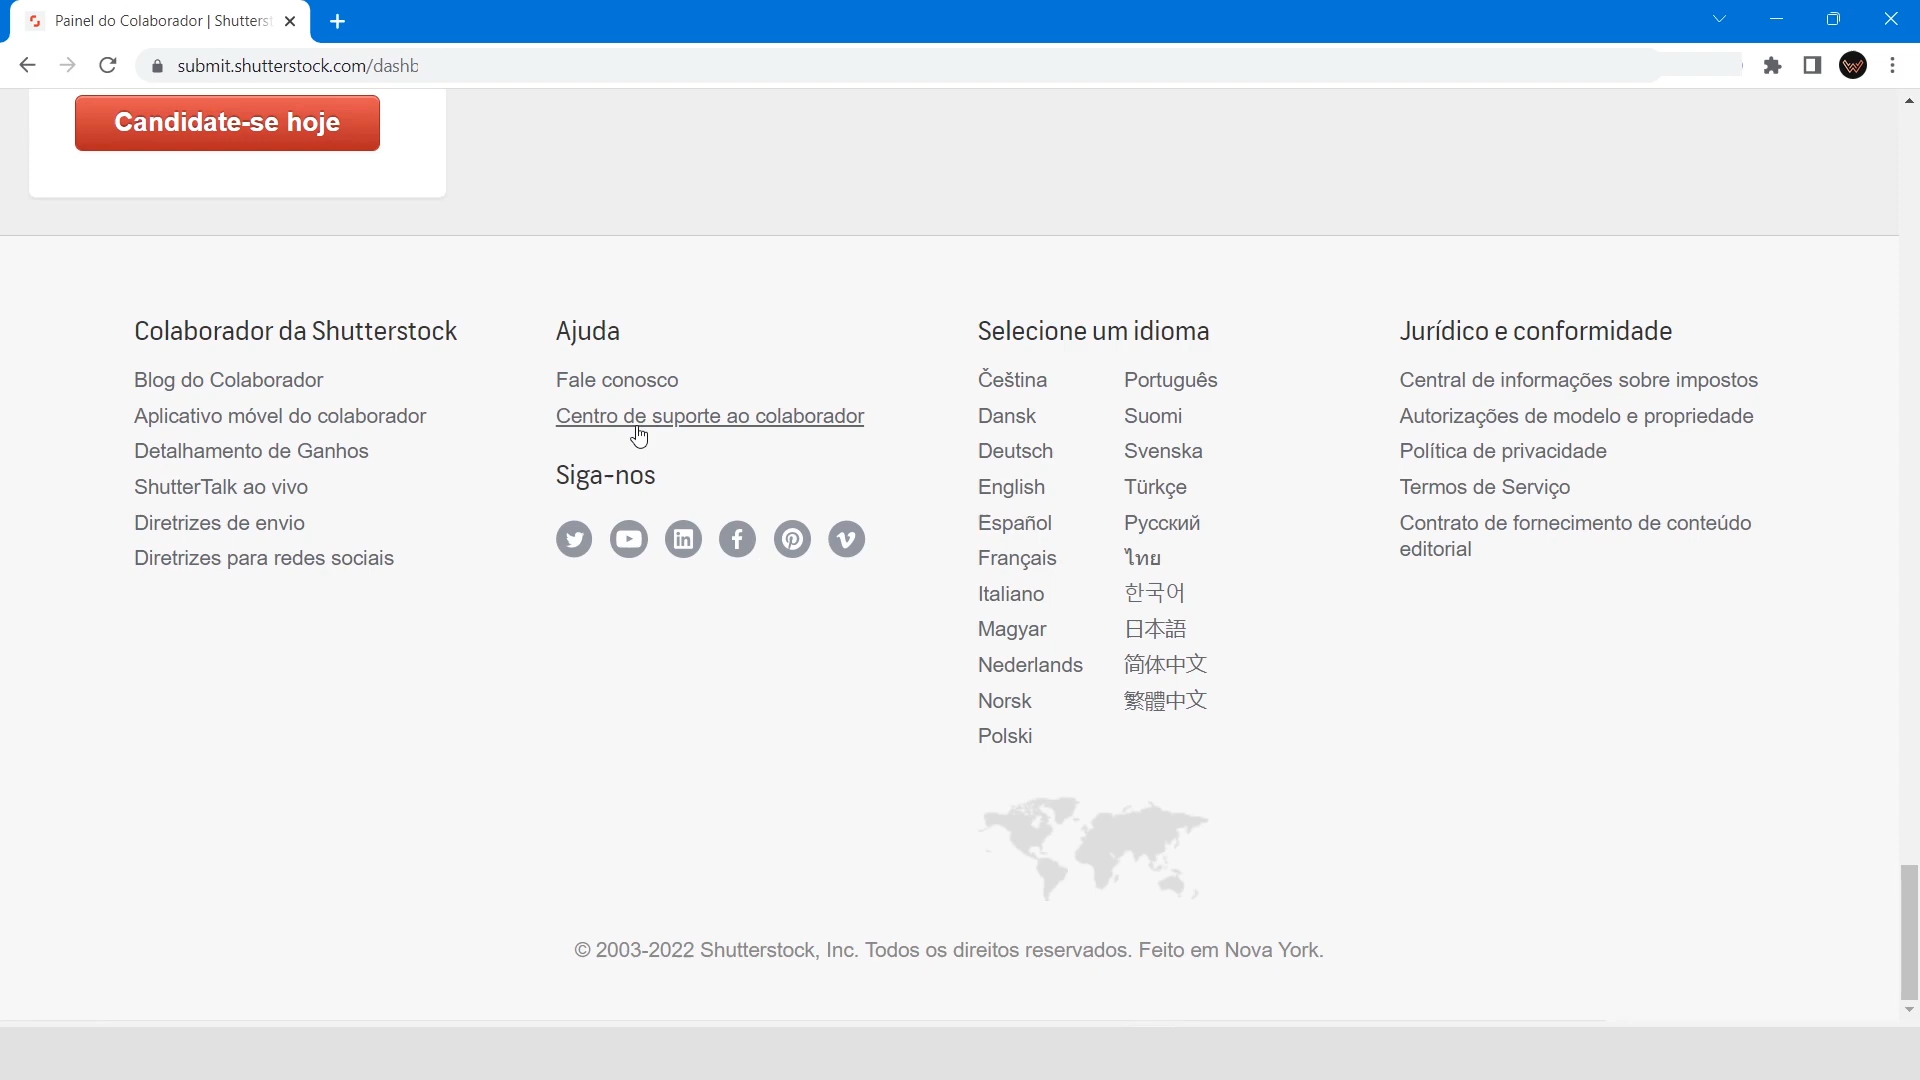 Painel do Colaborador | Shutterst
submit.shutterstock.com/dashb
Candidate-se hoje
Colaborador da Shutterstock
Blog do Colaborador
Aplicativo móvel do colaborador
Detalhamento de Ganhos
ShutterTalk ao vivo
Diretrizes de envio
Diretrizes para redes sociais
Ajuda
Fale conosco
Centro de suporte ao colaborador
Siga-nos
Selecione um idioma
Čeština
Dansk
Deutsch
English
Español
Français
Italiano
Magyar
Nederlands
Norsk
Polski
Português
Suomi
Svenska
Türkçe
Русский
ไทย
한국어
日本語
简体中文
繁體中文
Jurídico e conformidade
Central de informações sobre impostos
Autorizações de modelo e propriedade
Política de privacidade
Termos de Serviço
Contrato de fornecimento de conteúdo
editorial
© 2003-2022 Shutterstock, Inc. Todos os direitos reservados. Feito em Nova York.